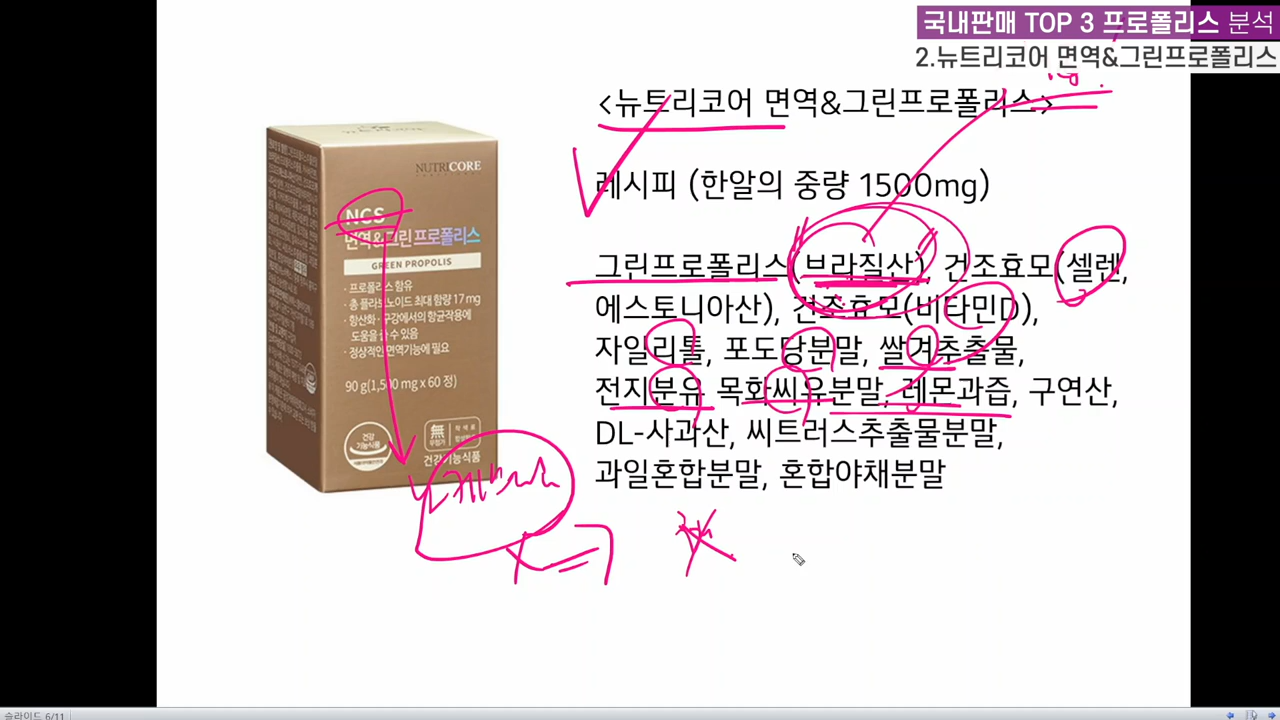 국내판매 TOP 3 프로폴리스 분석
2.뉴트리코어 면역&그린프로폴리스
<뉴트리코어 면역&그린프로폴리스>
레시피 (한알의 중량 1500mg)
그린프로폴리스(브라질산), 건조효모(셀렌,
에스토니아산), 건조효모(비타민D),
자일리톨, 포도당분말, 쌀겨추출물,
전지분유 목화씨유분말, 레몬과즙, 구연산,
DL-사과산, 씨트러스추출물분말,
과일혼합분말, 혼합야채분말
NUTRICORE
NCS
면역&그린프로폴리스
GREEN PROPOLIS
· 프로폴리스 함유
· 총 플라보노이드 최대 함량 17mg
· 항산화· 구강에서의 항균작용에
도움을 줄 수 있음
· 정상적인 면역기능에 필요
90 g(1,500 mg x 60 정)
건강
기능식품
無
건강기능식품
슬라이드 6/11